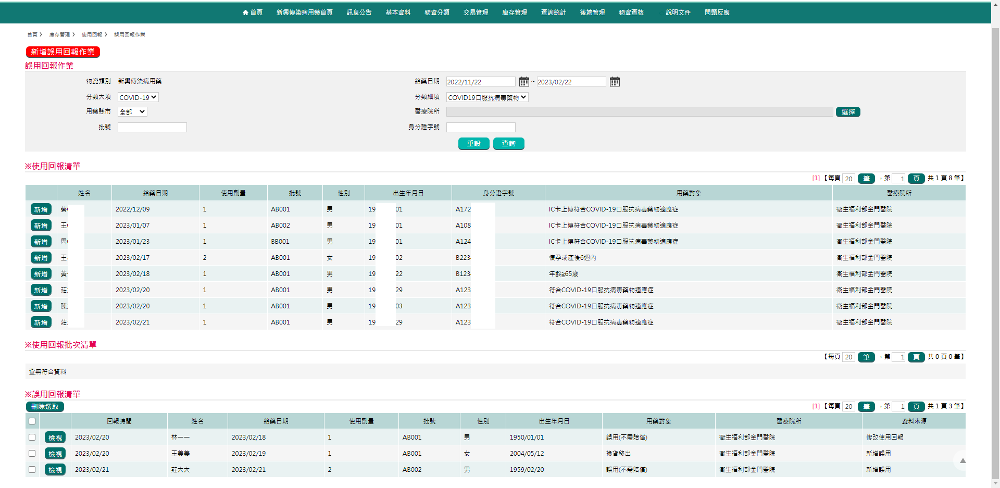 首頁 新興傳染病用藥首頁 訊息公告 基本資料 物資分類 交易管理 庫存管理 查詢統計 後端管理 物資查核 說明文件 問題反應
首頁 庫存管理 使用回報 誤用回報作業
新增誤用回報作業
誤用回報作業
物資類別 新興傳染病用藥 給藥日期 2022/11/22 ~ 2023/02/22
分類大項 COVID-19 分類細項 COVID19口服抗病毒藥物
用藥縣市 全部 醫療院所 選擇
批號 身分證字號
重設 查詢
※使用回報清單
[1] 【每頁 20 筆 ,第 1 頁 共 1 頁 8 筆】
姓名 給藥日期 使用劑量 批號 性別 出生年月日 身分證字號 用藥對象 醫療院所
新增 蔡 2022/12/09 1 AB001 男 19 01 A172 IC卡上傳符合COVID-19口服抗病毒藥物適應症 衛生福利部金門醫院
新增 王 2023/01/07 1 AB002 男 19 01 A108 IC卡上傳符合COVID-19口服抗病毒藥物適應症 衛生福利部金門醫院
新增 周 2023/01/23 1 BB001 男 19 01 A124 IC卡上傳符合COVID-19口服抗病毒藥物適應症 衛生福利部金門醫院
新增 王 2023/02/17 2 AB001 女 19 02 B223 懷孕或產後6週內 衛生福利部金門醫院
新增 黃 2023/02/18 1 AB001 男 19 22 B123 年齡≧65歲 衛生福利部金門醫院
新增 莊 2023/02/20 1 AB001 男 19 29 A123 符合COVID-19口服抗病毒藥物適應症 衛生福利部金門醫院
新增 陳 2023/02/20 1 AB001 男 19 03 A123 符合COVID-19口服抗病毒藥物適應症 衛生福利部金門醫院
新增 莊 2023/02/21 1 AB001 男 19 29 A123 符合COVID-19口服抗病毒藥物適應症 衛生福利部金門醫院
※使用回報批次清單
【每頁 20 筆 ,第 1 頁 共 0 頁 0 筆】
查無符合資料
※誤用回報清單
刪除選取 [1] 【每頁 20 筆 ,第 1 頁 共 1 頁 3 筆】
回報時間 姓名 給藥日期 使用劑量 批號 性別 出生年月日 用藥對象 醫療院所 資料來源
檢視 2023/02/20 林一一 2023/02/18 1 AB001 男 1950/01/01 誤用(不需賠償) 衛生福利部金門醫院 修改使用回報
檢視 2023/02/20 王美美 2023/02/19 1 AB001 女 2004/05/12 換貨移出 衛生福利部金門醫院 新增誤用
檢視 2023/02/21 莊大大 2023/02/21 2 AB002 男 1959/02/20 誤用(不需賠償) 衛生福利部金門醫院 新增誤用